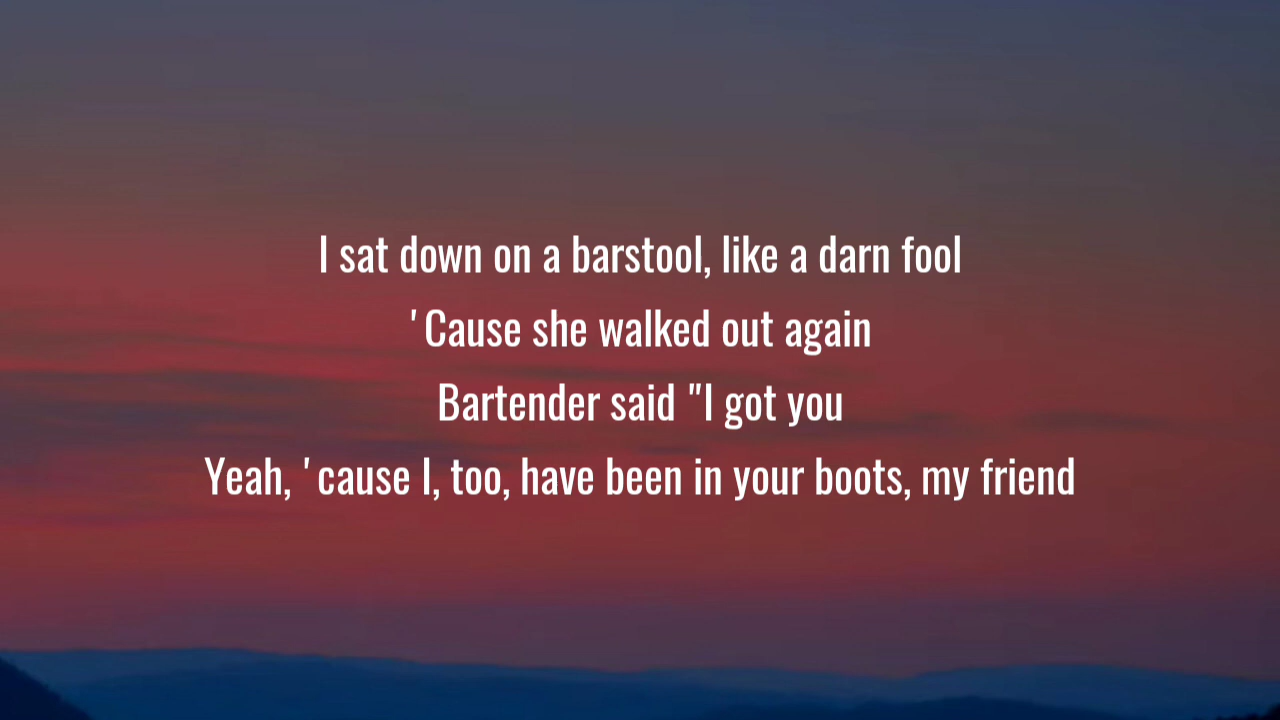 I sat down on a barstool, like a darn fool
'Cause she walked out again
Bartender said "I got you
Yeah, 'cause I, too, have been in your boots, my friend